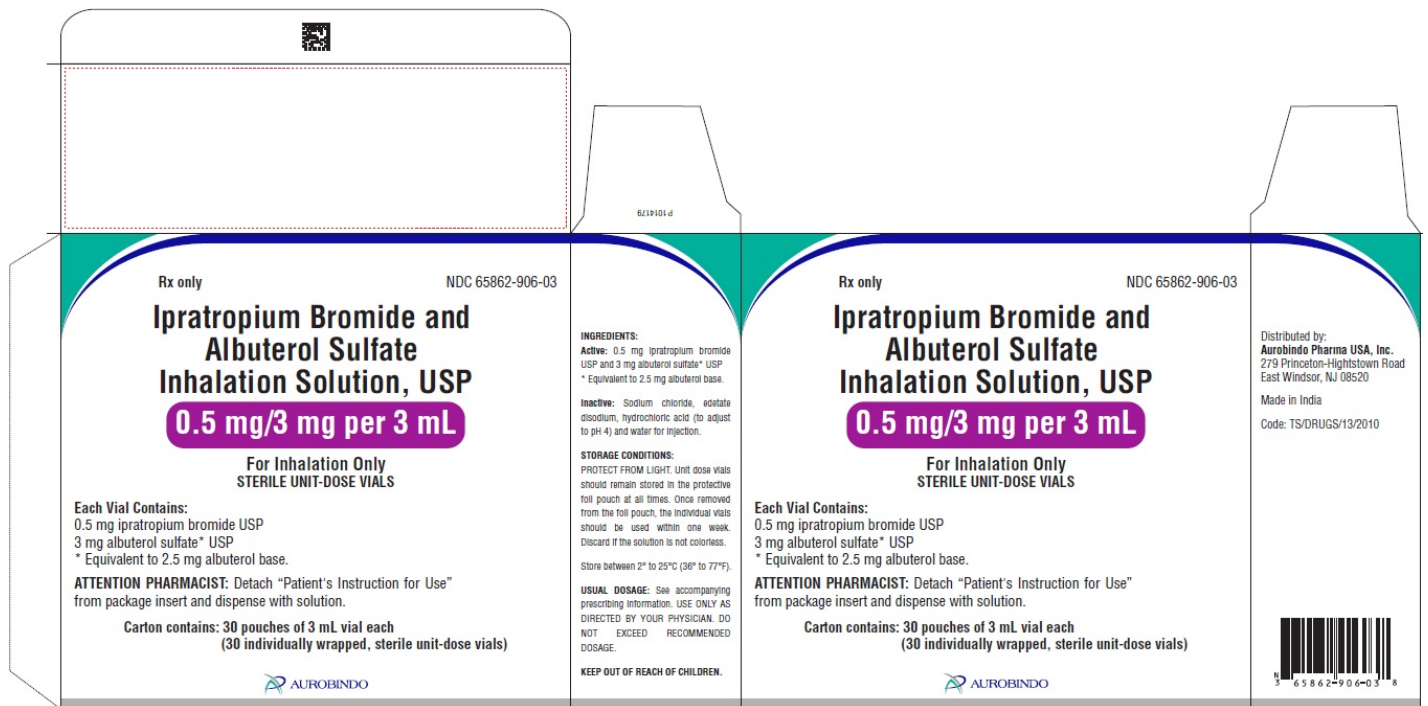 P1014179
Rx only
NDC 65862-906-03
Ipratropium Bromide and
Albuterol Sulfate
Inhalation Solution, USP
0.5 mg/3 mg per 3 mL
For Inhalation Only
STERILE UNIT-DOSE VIALS
Each Vial Contains:
0.5 mg ipratropium bromide USP
3 mg albuterol sulfate* USP
* Equivalent to 2.5 mg albuterol base.
ATTENTION PHARMACIST: Detach “Patient's Instruction for Use”
from package insert and dispense with solution.
Carton contains: 30 pouches of 3 mL vial each
(30 individually wrapped, sterile unit-dose vials)
AUROBINDO
INGREDIENTS:
Active: 0.5 mg ipratropium bromide
USP and 3 mg albuterol sulfate* USP
* Equivalent to 2.5 mg albuterol base.
Inactive: Sodium chloride, edetate
disodium, hydrochloric acid (to adjust
to pH 4) and water for injection.
STORAGE CONDITIONS:
PROTECT FROM LIGHT. Unit dose vials
should remain stored in the protective
foil pouch at all times. Once removed
from the foil pouch, the individual vials
should be used within one week.
Discard if the solution is not colorless.
Store between 2° to 25°C (36° to 77°F).
USUAL DOSAGE: See accompanying
prescribing information. USE ONLY AS
DIRECTED BY YOUR PHYSICIAN. DO
NOT EXCEED RECOMMENDED
DOSAGE.
KEEP OUT OF REACH OF CHILDREN.
Rx only
NDC 65862-906-03
Ipratropium Bromide and
Albuterol Sulfate
Inhalation Solution, USP
0.5 mg/3 mg per 3 mL
For Inhalation Only
STERILE UNIT-DOSE VIALS
Each Vial Contains:
0.5 mg ipratropium bromide USP
3 mg albuterol sulfate* USP
* Equivalent to 2.5 mg albuterol base.
ATTENTION PHARMACIST: Detach “Patient's Instruction for Use”
from package insert and dispense with solution.
Carton contains: 30 pouches of 3 mL vial each
(30 individually wrapped, sterile unit-dose vials)
AUROBINDO
Distributed by:
Aurobindo Pharma USA, Inc.
279 Princeton-Hightstown Road
East Windsor, NJ 08520
Made in India
Code: TS/DRUGS/13/2010
N
3 65862-906-03 8